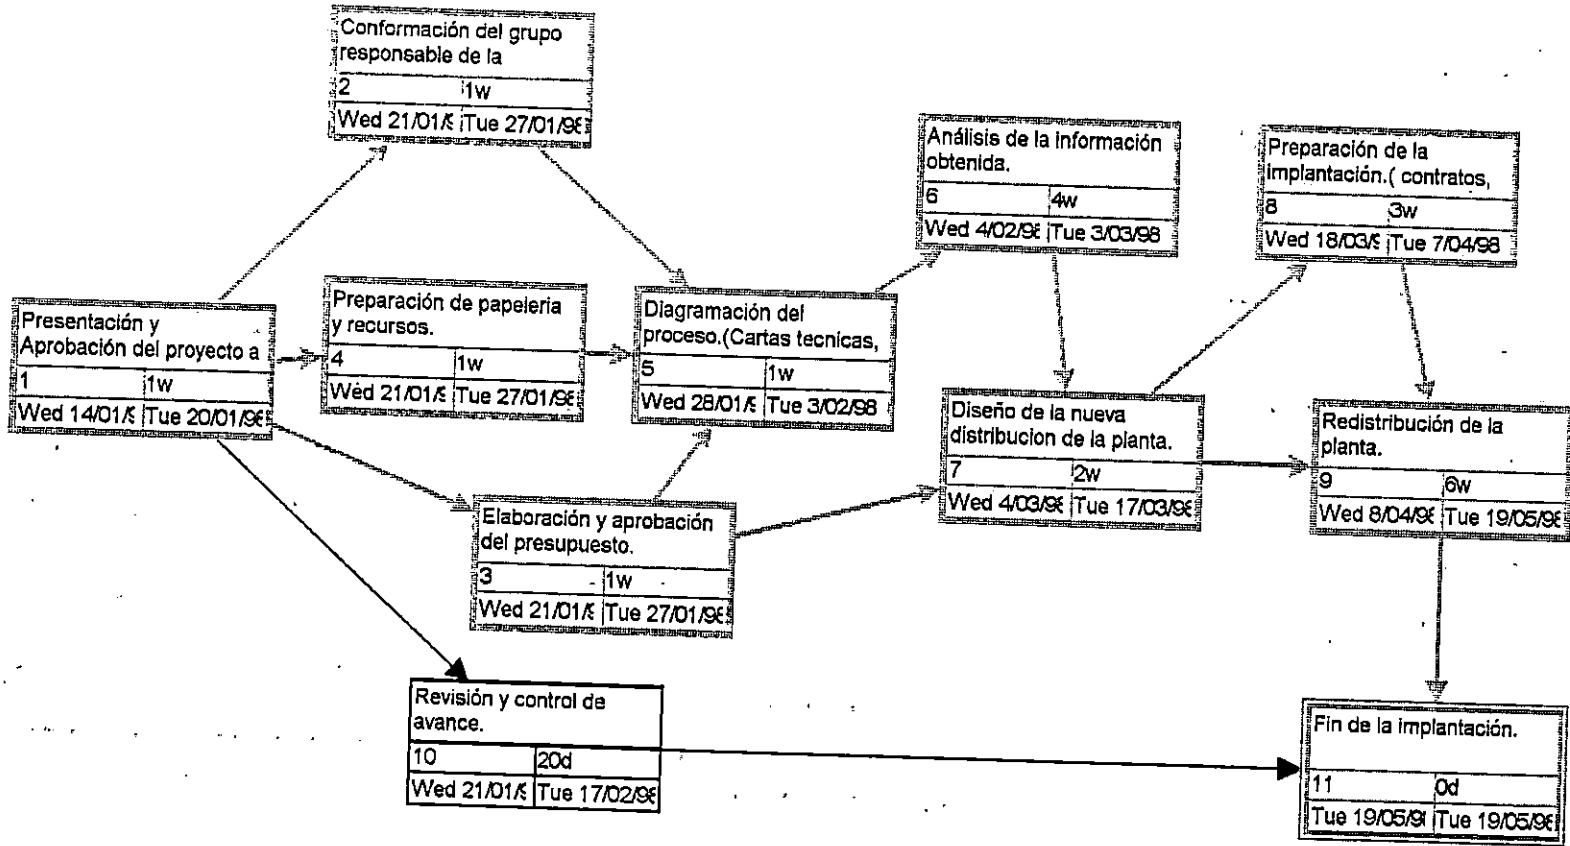 Conformación del grupo
responsable de la
2 1w
Wed 21/01/ Tue 27/01/98
Análisis de la información
obtenida.
6 4w
Wed 4/02/98 Tue 3/03/98
Preparación de la
implantación.( contratos,
8 3w
Wed 18/03/ Tue 7/04/98
Presentación y
Aprobación del proyecto a
1 1w
Wed 14/01/ Tue 20/01/98
Preparación de papeleria
y recursos.
4 1w
Wed 21/01/ Tue 27/01/98
Diagramación del
proceso.(Cartas tecnicas,
5 1w
Wed 28/01/ Tue 3/02/98
Diseño de la nueva
distribucion de la planta.
7 2w
Wed 4/03/98 Tue 17/03/98
Redistribución de la
planta.
9 6w
Wed 8/04/98 Tue 19/05/98
Elaboración y aprobación
del presupuesto.
3 1w
Wed 21/01/ Tue 27/01/98
Revisión y control de
avance.
10 20d
Wed 21/01/ Tue 17/02/98
Fin de la implantación.
11 0d
Tue 19/05/9 Tue 19/05/98